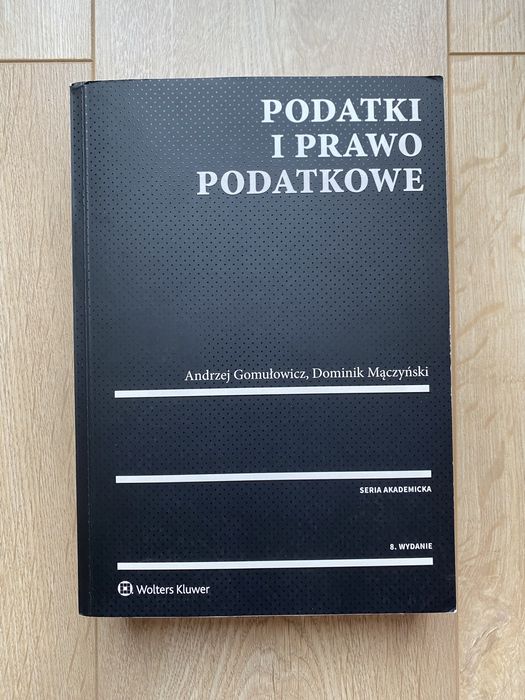 PODATKI
I PRAWO
PODATKOWE
Andrzej Gomułowicz, Dominik Mączyński
SERIA AKADEMICKA
8. WYDANIE
Wolters Kluwer